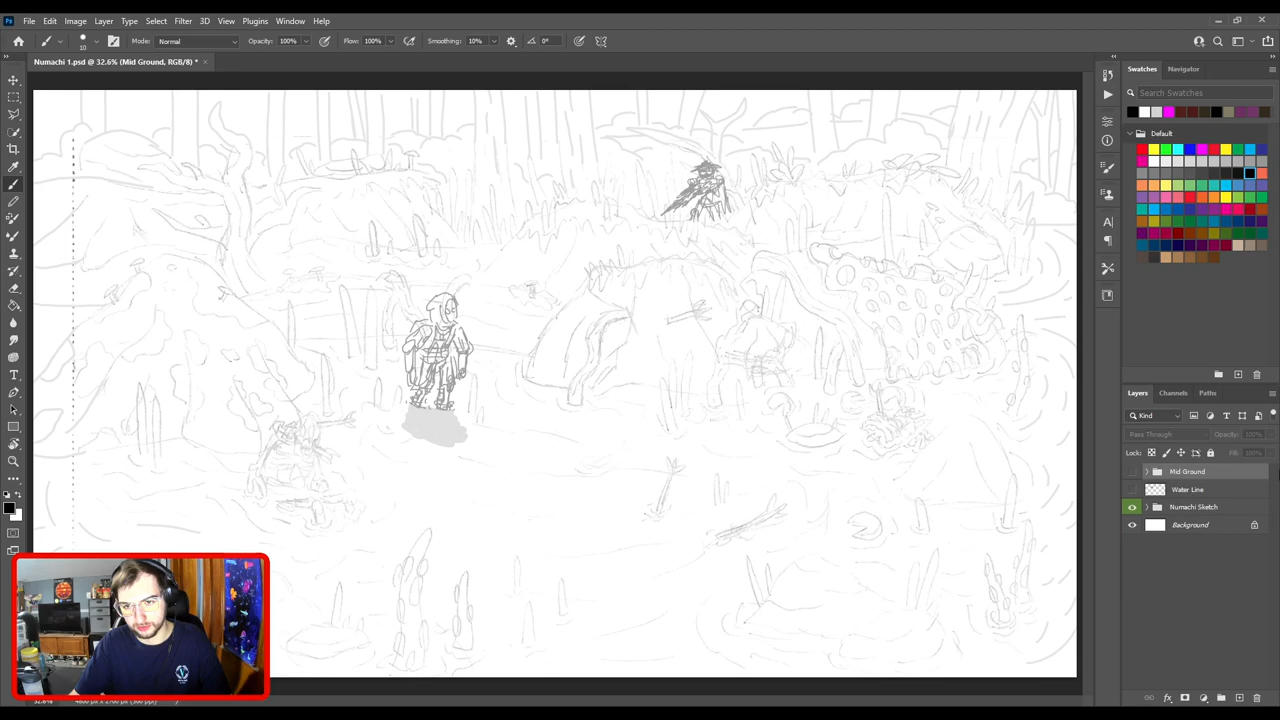 File Edit Image Layer Type Select Filter 3D View Plugins Window Help
10 Mode: Normal Opacity: 100% Flow: 100% Smoothing: 10% 0°
Numachi 1.psd @ 32.6% (Mid Ground, RGB/8) *
Swatches Navigator
Search Swatches
Default
Layers Channels Paths
Kind
Pass Through Opacity: 100%
Lock: Fill: 100%
Mid Ground
Water Line
Numachi Sketch
Background